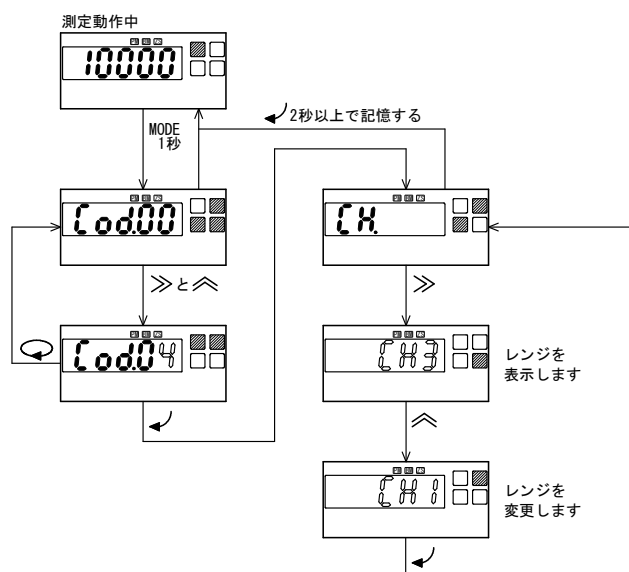 測定動作中
10000
MODE
1秒
2秒以上で記憶する
Cod.00
CH.
と
Cod.04
CH3
レンジを
表示します
CH1
レンジを
変更します